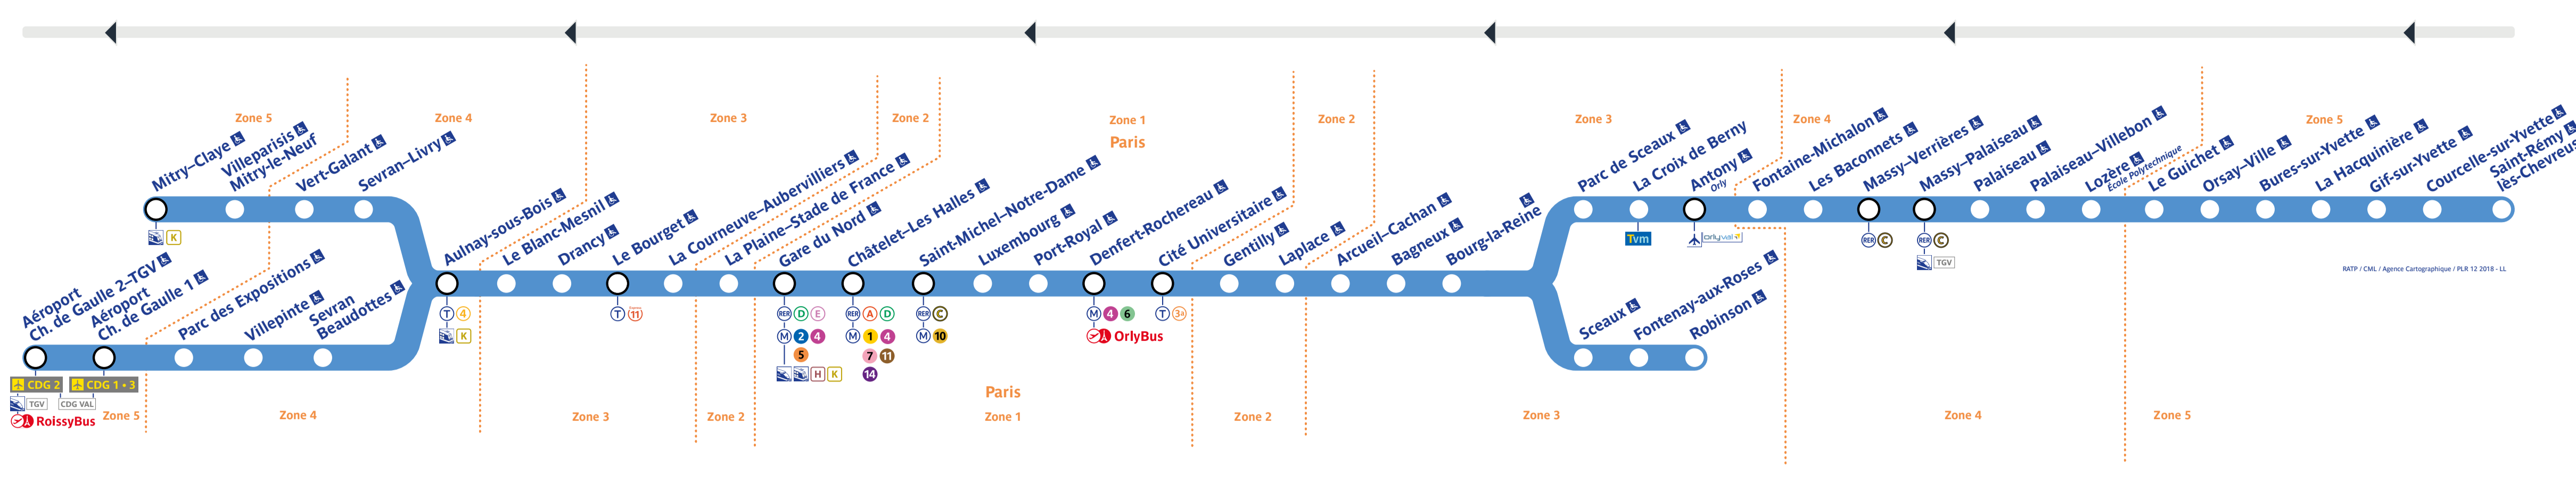 Zone 5
Zone 4
Zone 3
Zone 2
Zone 1
Paris
Zone 2
Zone 3
Zone 4
Zone 5
Mitry–Claye
Villeparisis
Mitry-le-Neuf
Vert-Galant
Sevran–Livry
Aulnay-sous-Bois
Le Blanc-Mesnil
Drancy
Le Bourget
La Courneuve–Aubervilliers
La Plaine–Stade de France
Gare du Nord
Châtelet–Les Halles
Saint-Michel–Notre-Dame
Luxembourg
Port-Royal
Denfert-Rochereau
Cité Universitaire
Gentilly
Laplace
Arcueil–Cachan
Bagneux
Bourg-la-Reine
Parc de Sceaux
La Croix de Berny
Antony
Orly
Fontaine-Michalon
Les Baconnets
Massy–Verrières
Massy–Palaiseau
Palaiseau
Palaiseau–Villebon
Lozère
École Polytechnique
Le Guichet
Orsay–Ville
Bures-sur-Yvette
La Hacquinière
Gif-sur-Yvette
Courcelle-sur-Yvette
Saint-Rémy
lès-Chevreus
K
Tvm
orlyval
RER C
RER C
TGV
Aéroport
Ch. de Gaulle 2–TGV
Aéroport
Ch. de Gaulle 1
Parc des Expositions
Villepinte
Sevran
Beaudottes
Sceaux
Fontenay-aux-Roses
Robinson
T 4
K
T 11
RER D E
M 2 4
5
H K
RER A D
M 1 4
7 11
14
RER C
M 10
M 4 6
OrlyBus
T 3a
CDG 2
CDG 1 • 3
TGV
CDG VAL
RoissyBus
RATP / CML / Agence Cartographique / PLR 12 2018 - LL
Paris
Zone 5
Zone 4
Zone 3
Zone 2
Zone 1
Zone 2
Zone 3
Zone 4
Zone 5